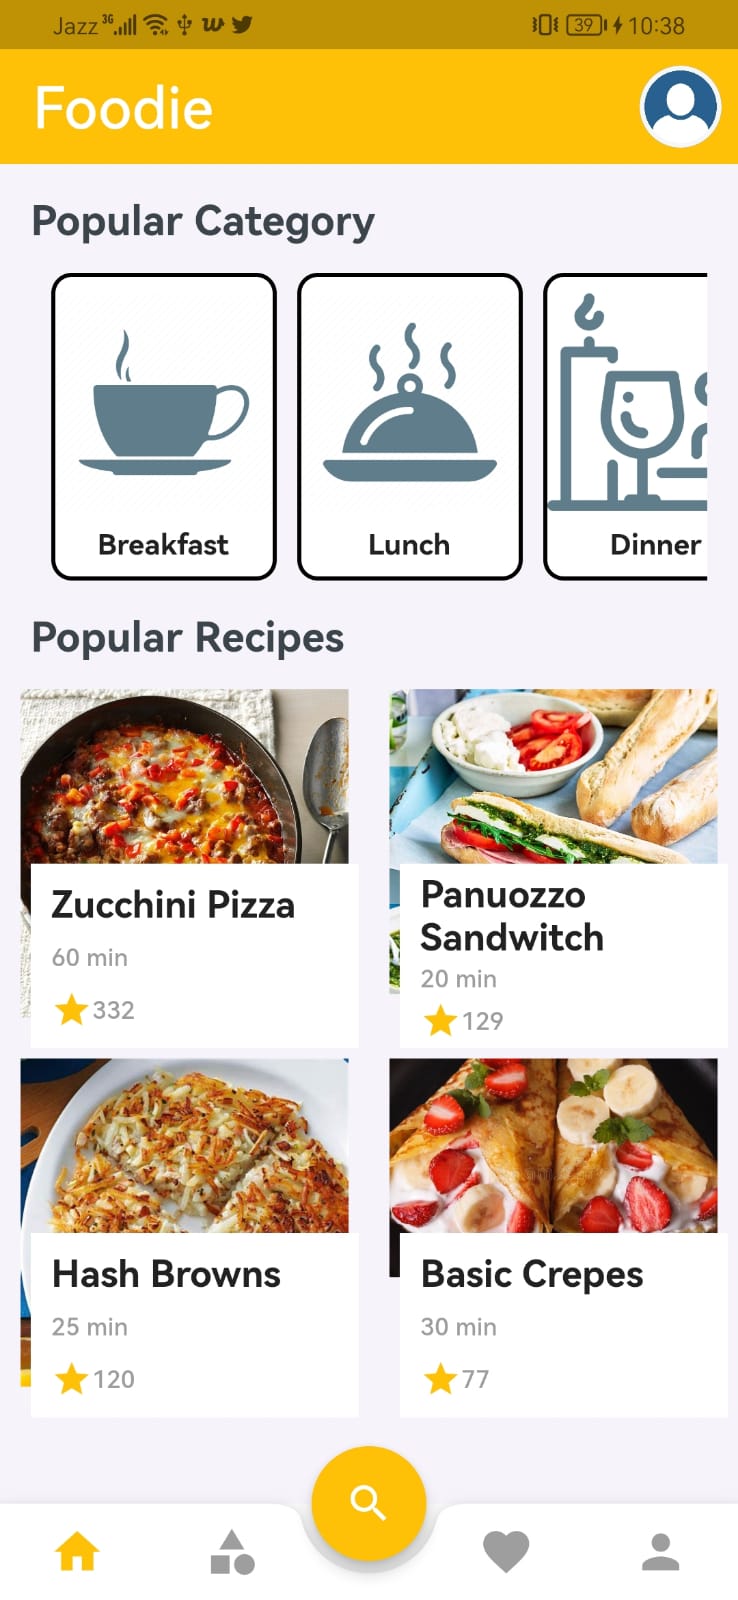 Jazz 3G 39 10:38
Foodie
Popular Category
Breakfast Lunch Dinner
Popular Recipes
Zucchini Pizza
60 min
332
Panuozzo
Sandwitch
20 min
129
Hash Browns
25 min
120
Basic Crepes
30 min
77